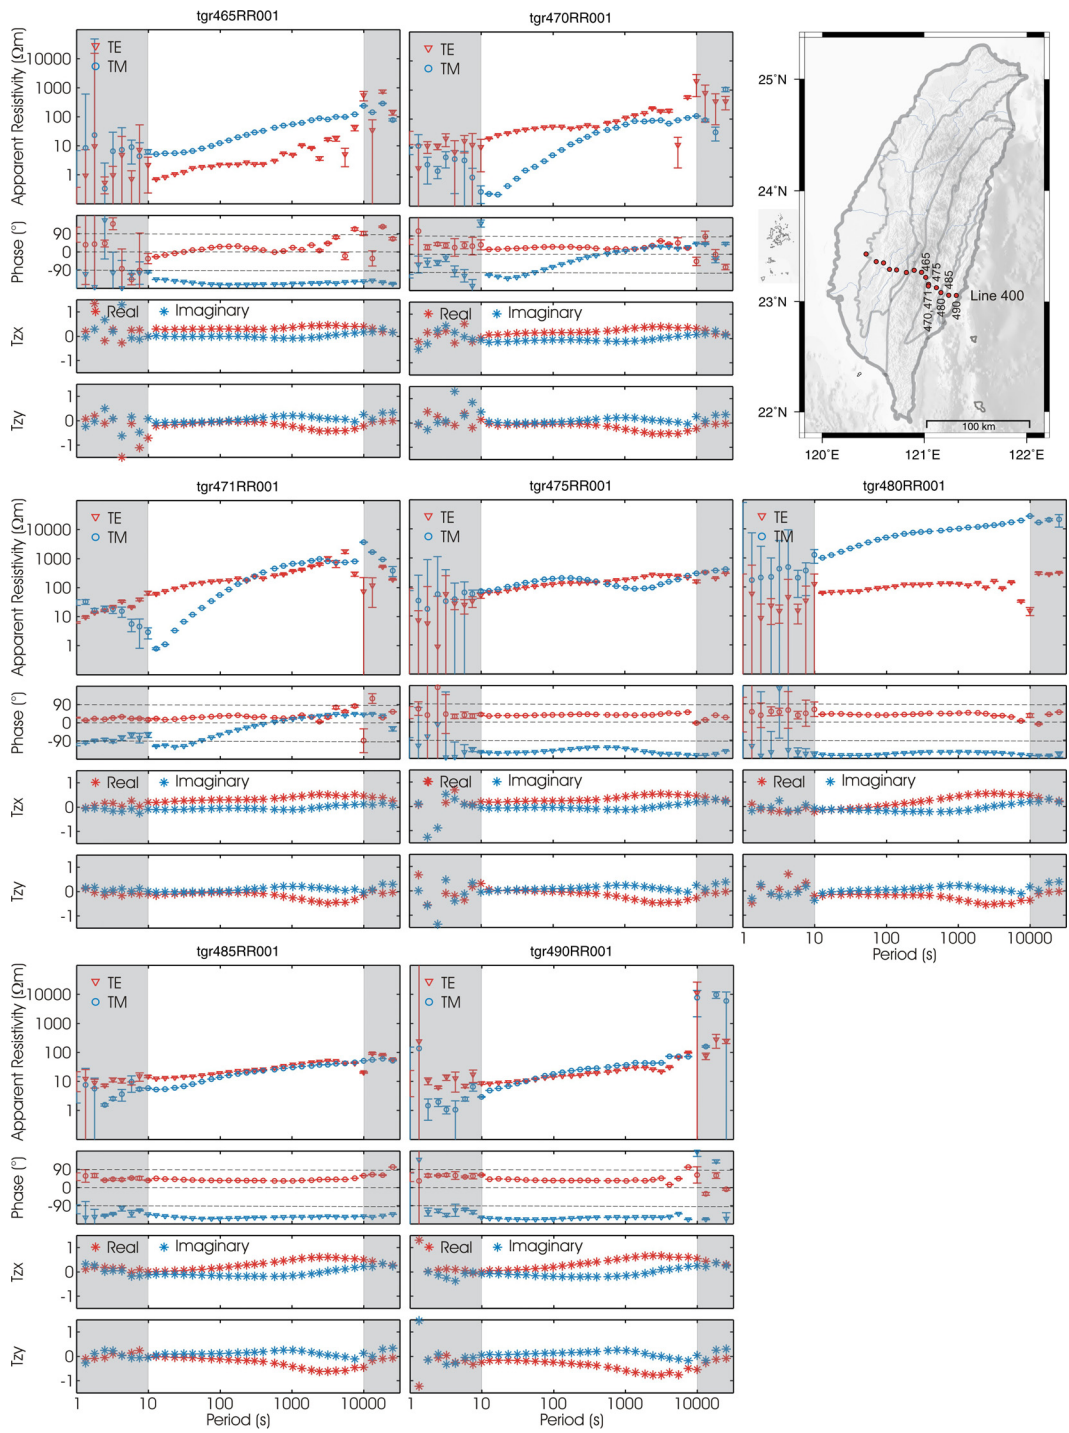 tgr465RR001
Apparent Resistivity (Ωm)
10000
1000
100
10
1
TE
TM
Phase (°)
90
0
-90
Tzx
1
0
-1
Real
Imaginary
Tzy
1
0
-1
tgr470RR001
TE
TM
Real
Imaginary
25°N
24°N
23°N
22°N
120°E
121°E
122°E
465
475
485
470,471
480
490
Line 400
100 km
tgr471RR001
Apparent Resistivity (Ωm)
10000
1000
100
10
1
TE
TM
Phase (°)
90
0
-90
Tzx
1
0
-1
Real
Imaginary
Tzy
1
0
-1
tgr475RR001
TE
TM
Real
Imaginary
tgr480RR001
TE
TM
Real
Imaginary
1 10 100 1000 10000
Period (s)
tgr485RR001
Apparent Resistivity (Ωm)
10000
1000
100
10
1
TE
TM
Phase (°)
90
0
-90
Tzx
1
0
-1
Real
Imaginary
Tzy
1
0
-1
1 10 100 1000 10000
Period (s)
tgr490RR001
TE
TM
Real
Imaginary
1 10 100 1000 10000
Period (s)